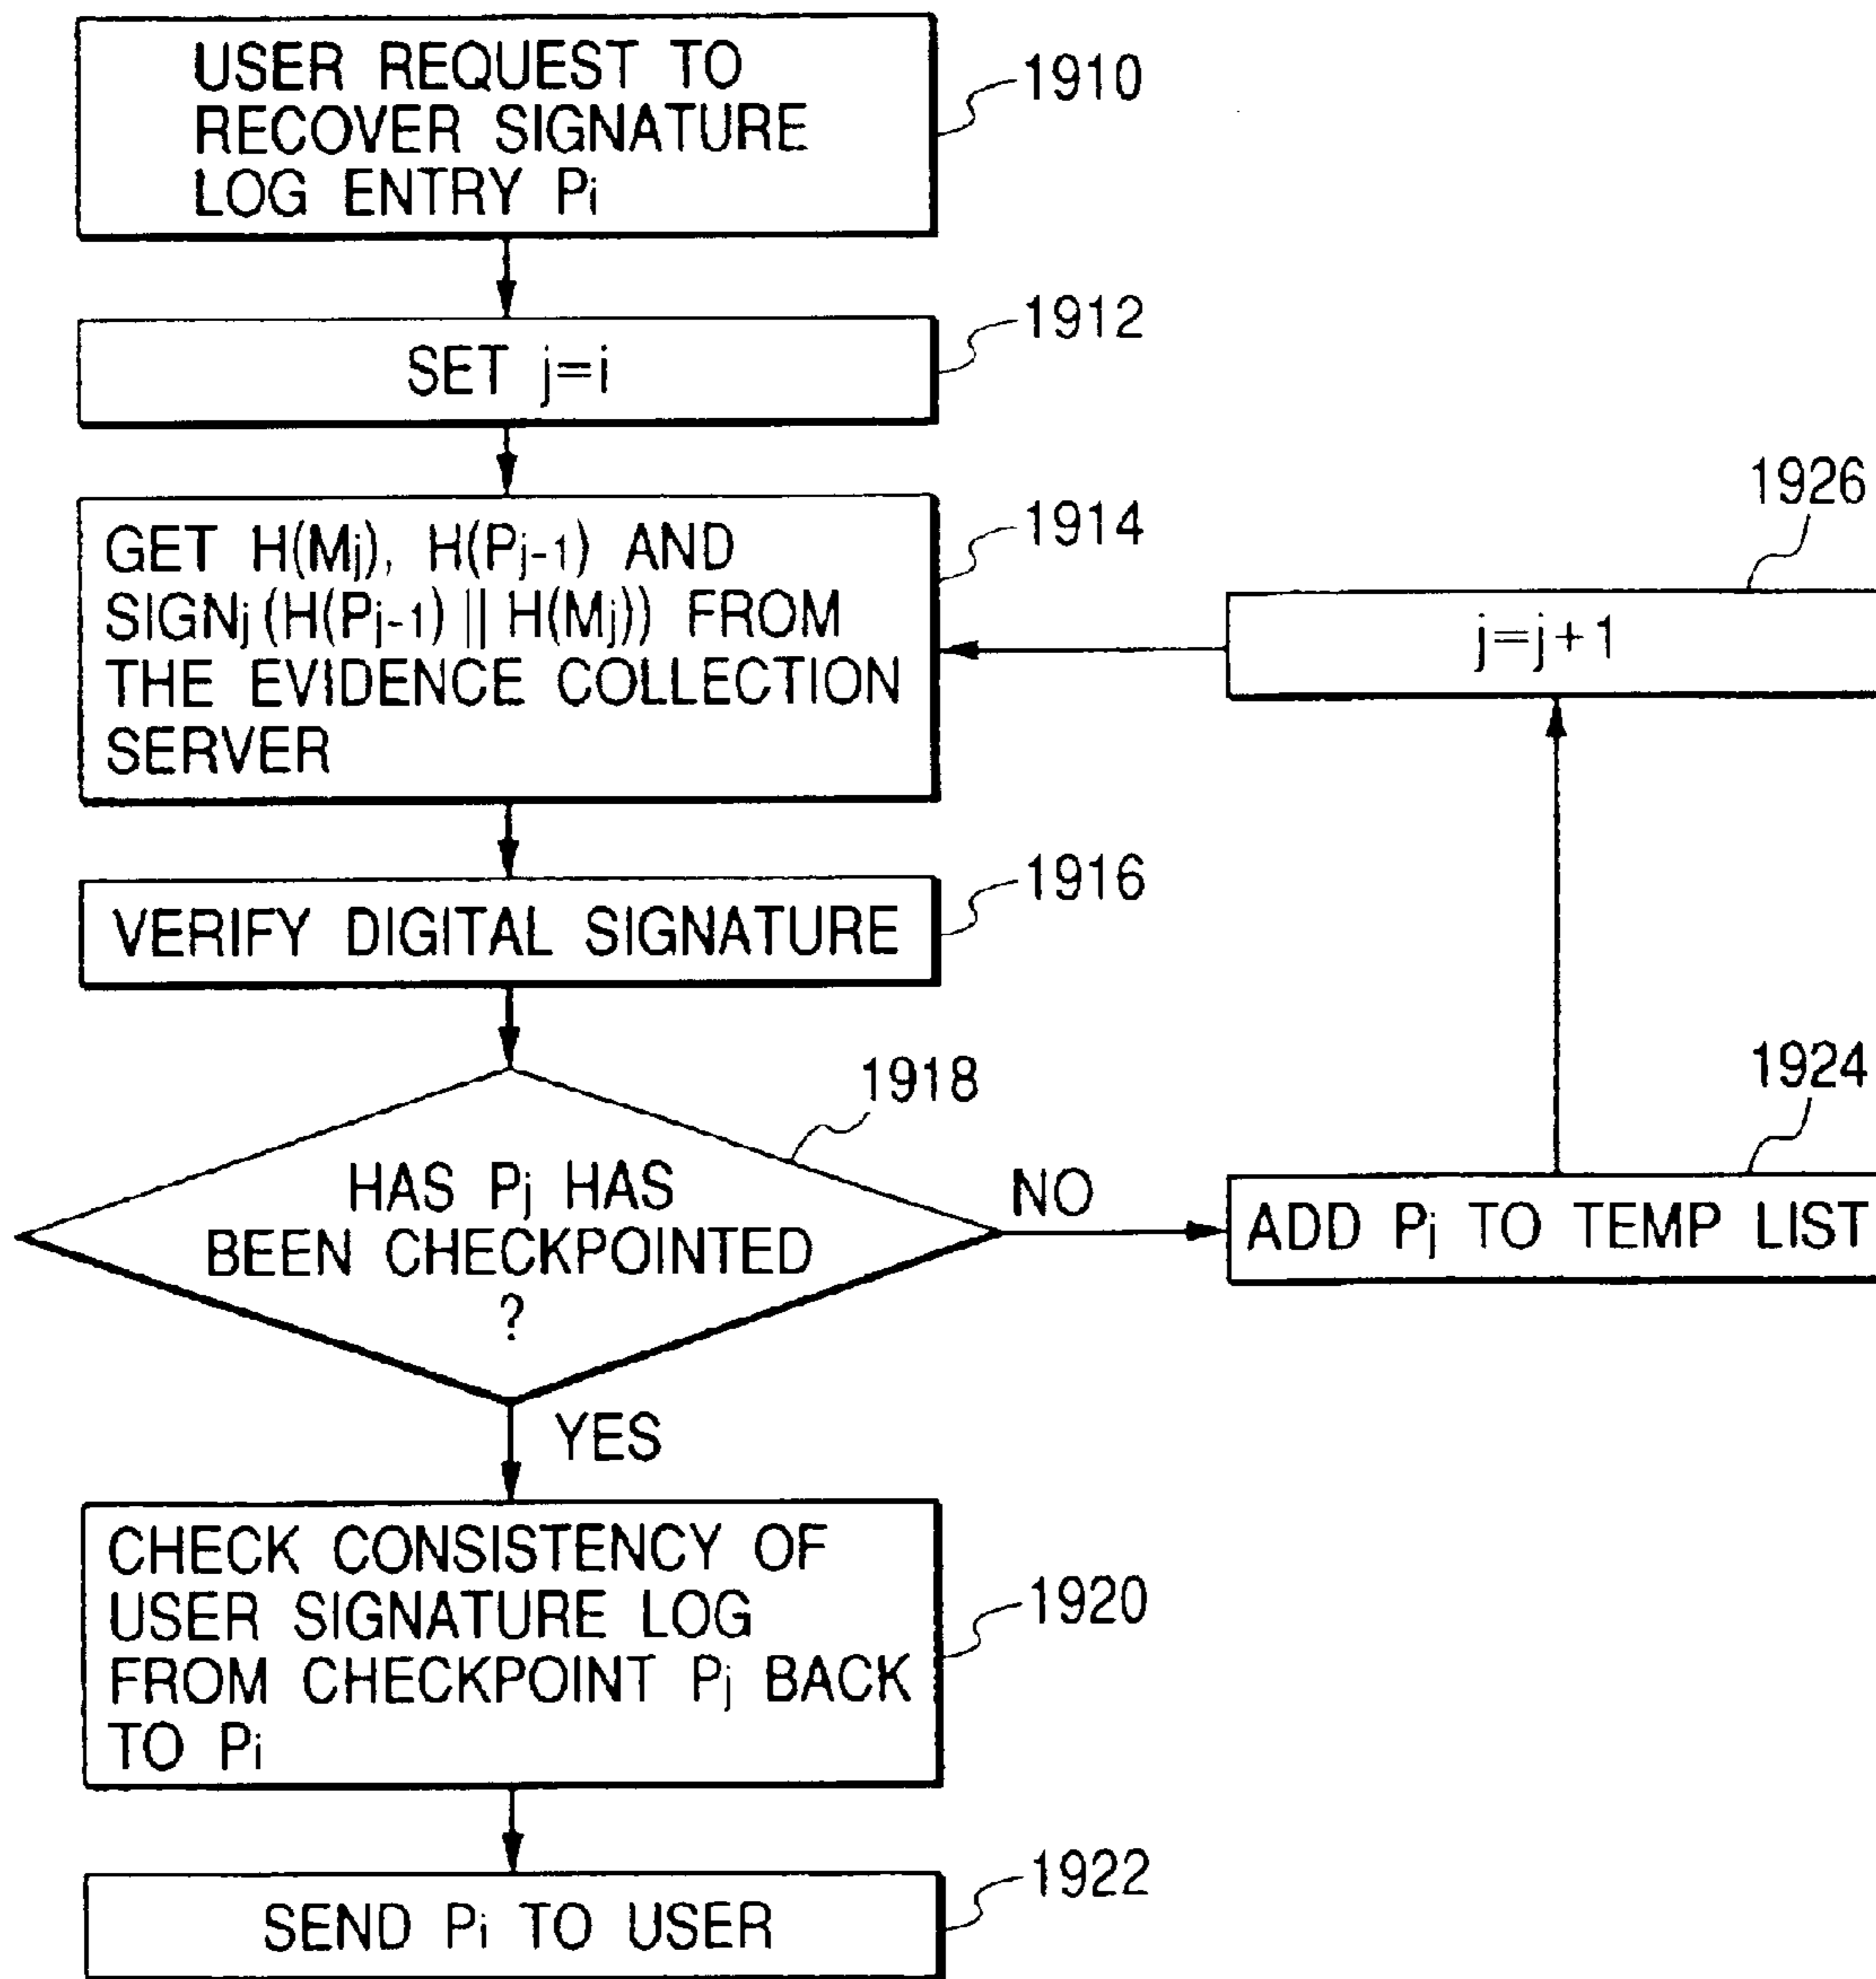 USER REQUEST TO
RECOVER SIGNATURE
LOG ENTRY Pi
1910
SET j=i
1912
GET H(Mj), H(Pj-1) AND
SIGNj(H(Pj-1) || H(Mj)) FROM
THE EVIDENCE COLLECTION
SERVER
1914
1926
j=j+1
VERIFY DIGITAL SIGNATURE
1916
1918
HAS Pj HAS
BEEN CHECKPOINTED
?
NO
1924
ADD Pj TO TEMP LIST
YES
CHECK CONSISTENCY OF
USER SIGNATURE LOG
FROM CHECKPOINT Pj BACK
TO Pi
1920
SEND Pi TO USER
1922